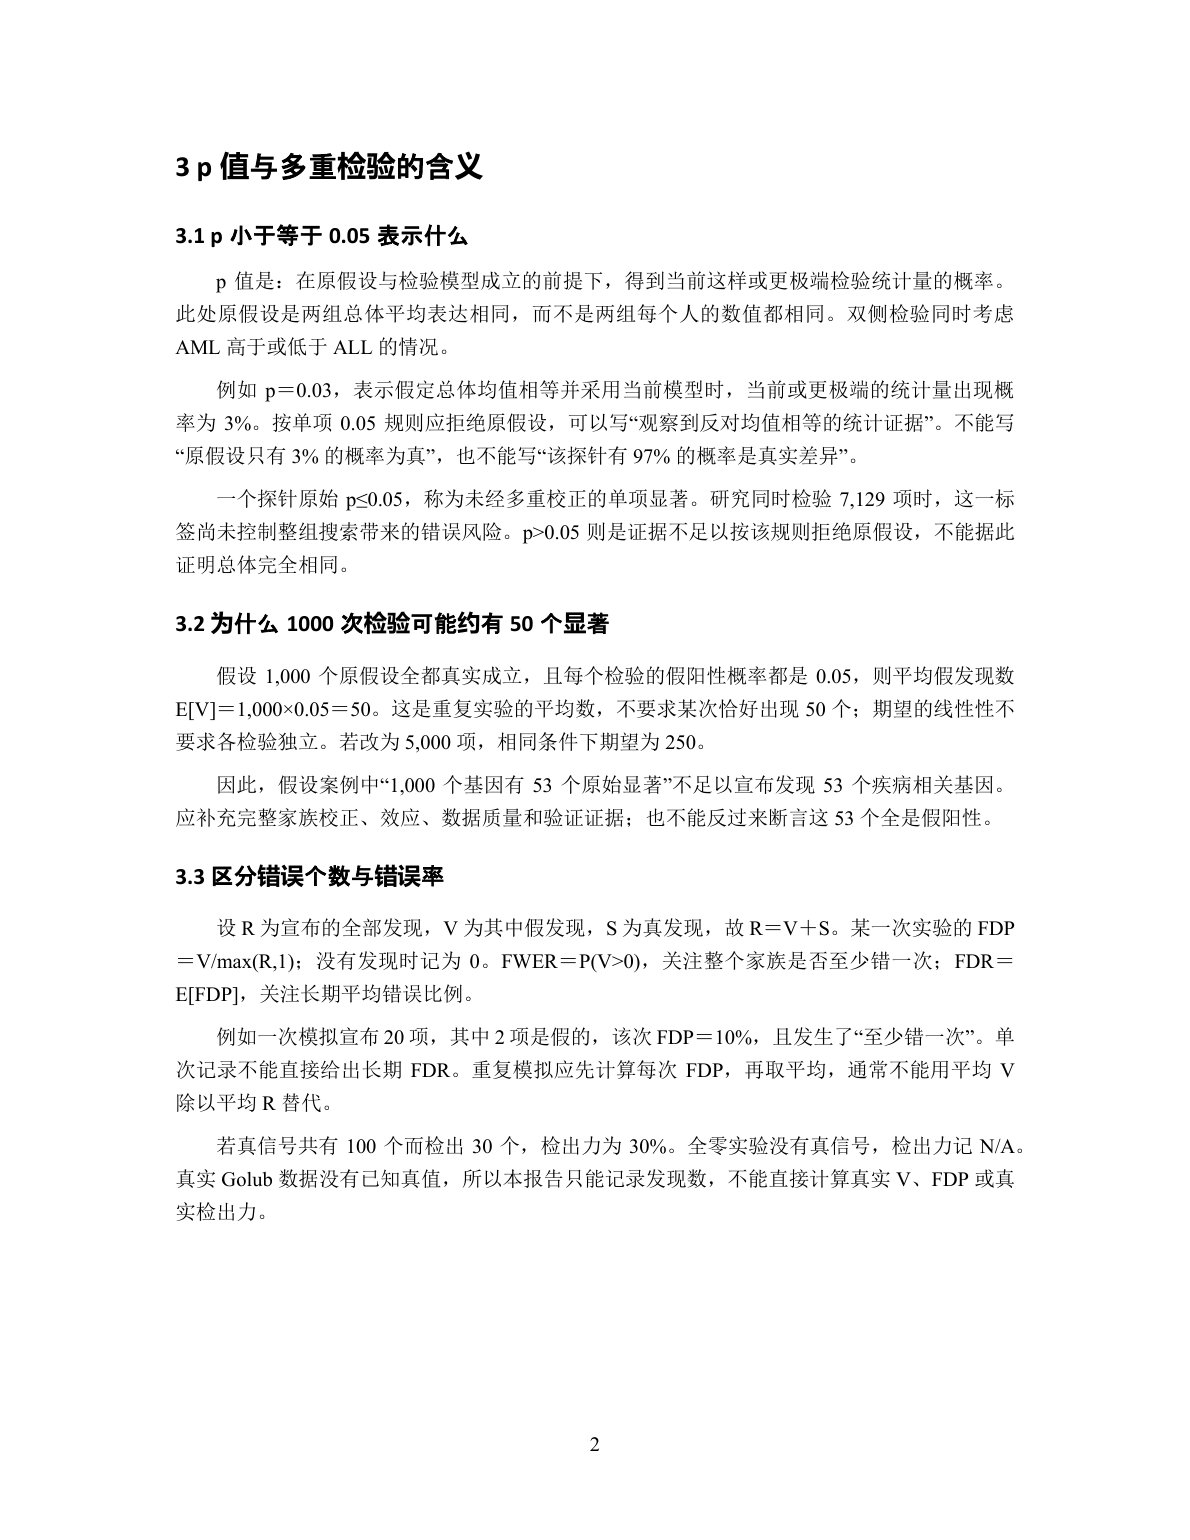 3 p 值与多重检验的含义
3.1 p 小于等于 0.05 表示什么
p 值是：在原假设与检验模型成立的前提下，得到当前这样或更极端检验统计量的概率。
此处原假设是两组总体平均表达相同，而不是两组每个人的数值都相同。双侧检验同时考虑
AML 高于或低于 ALL 的情况。
例如 p＝0.03，表示假定总体均值相等并采用当前模型时，当前或更极端的统计量出现概
率为 3%。按单项 0.05 规则应拒绝原假设，可以写“观察到反对均值相等的统计证据”。不能写
“原假设只有 3% 的概率为真”，也不能写“该探针有 97% 的概率是真实差异”。
一个探针原始 p≤0.05，称为未经多重校正的单项显著。研究同时检验 7,129 项时，这一标
签尚未控制整组搜索带来的错误风险。p>0.05 则是证据不足以按该规则拒绝原假设，不能据此
证明总体完全相同。
3.2 为什么 1000 次检验可能约有 50 个显著
假设 1,000 个原假设全都真实成立，且每个检验的假阳性概率都是 0.05，则平均假发现数
E[V]＝1,000×0.05＝50。这是重复实验的平均数，不要求某次恰好出现 50 个；期望的线性性不
要求各检验独立。若改为 5,000 项，相同条件下期望为 250。
因此，假设案例中“1,000 个基因有 53 个原始显著”不足以宣布发现 53 个疾病相关基因。
应补充完整家族校正、效应、数据质量和验证证据；也不能反过来断言这 53 个全是假阳性。
3.3 区分错误个数与错误率
设 R 为宣布的全部发现，V 为其中假发现，S 为真发现，故 R＝V＋S。某一次实验的 FDP
＝V/max(R,1)；没有发现时记为 0。FWER＝P(V>0)，关注整个家族是否至少错一次；FDR＝
E[FDP]，关注长期平均错误比例。
例如一次模拟宣布 20 项，其中 2 项是假的，该次 FDP＝10%，且发生了“至少错一次”。单
次记录不能直接给出长期 FDR。重复模拟应先计算每次 FDP，再取平均，通常不能用平均 V
除以平均 R 替代。
若真信号共有 100 个而检出 30 个，检出力为 30%。全零实验没有真信号，检出力记 N/A。
真实 Golub 数据没有已知真值，所以本报告只能记录发现数，不能直接计算真实 V、FDP 或真
实检出力。
2